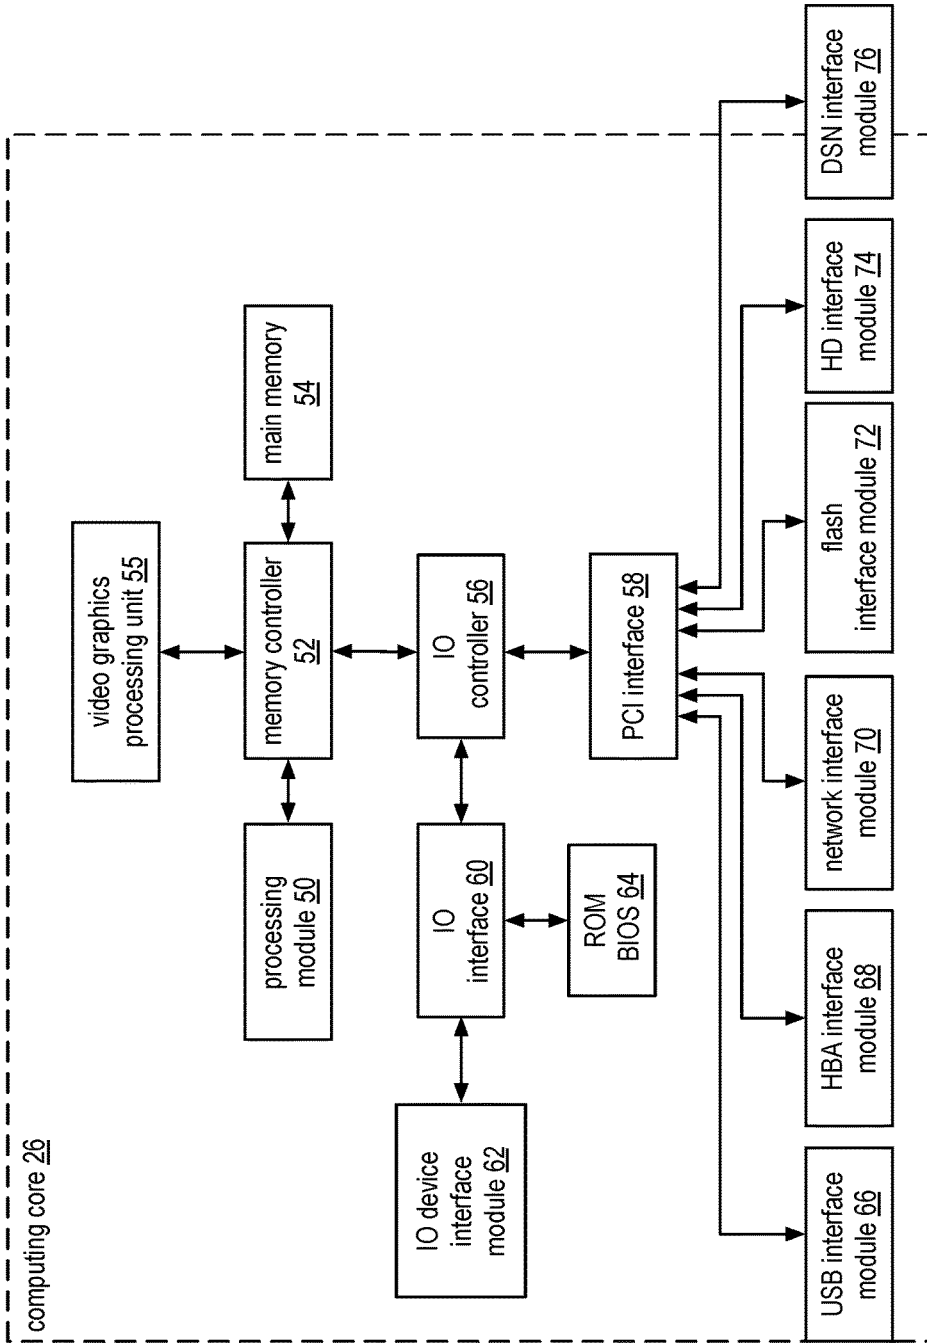 computing core 26
video graphics
processing unit 55
processing
module 50
memory controller
52
main memory
54
IO device
interface
module 62
IO
interface 60
IO
controller 56
ROM
BIOS 64
PCI interface 58
USB interface
module 66
HBA interface
module 68
network interface
module 70
flash
interface module 72
HD interface
module 74
DSN interface
module 76